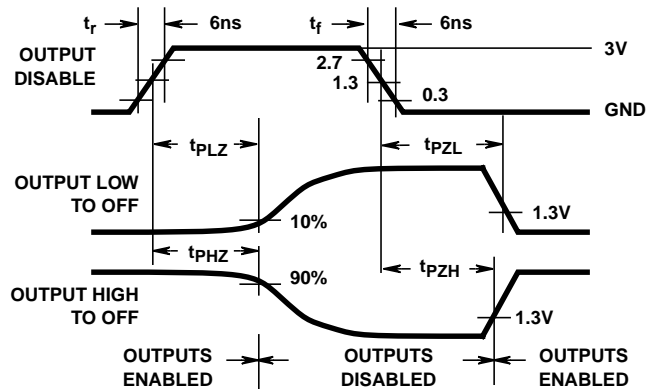 tr 6ns tf 6ns
OUTPUT
DISABLE
3V
2.7
1.3
0.3
GND
tPLZ tPZL
OUTPUT LOW
TO OFF
10%
1.3V
tPHZ tPZH
90%
OUTPUT HIGH
TO OFF
1.3V
OUTPUTS
ENABLED
OUTPUTS
DISABLED
OUTPUTS
ENABLED